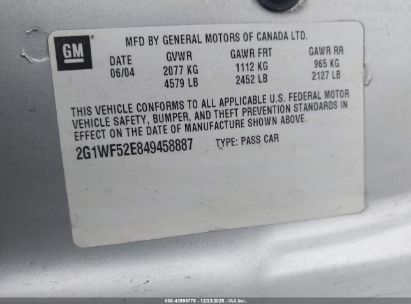 GM
MFD BY GENERAL MOTORS OF CANADA LTD.
DATE GVWR GAWR FRT GAWR RR
06/04 2077 KG 1112 KG 965 KG
4579 LB 2452 LB 2127 LB
THIS VEHICLE CONFORMS TO ALL APPLICABLE U.S. FEDERAL MOTOR
VEHICLE SAFETY, BUMPER, AND THEFT PREVENTION STANDARDS IN
EFFECT ON THE DATE OF MANUFACTURE SHOWN ABOVE.
2G1WF52E849458887 TYPE: PASS CAR